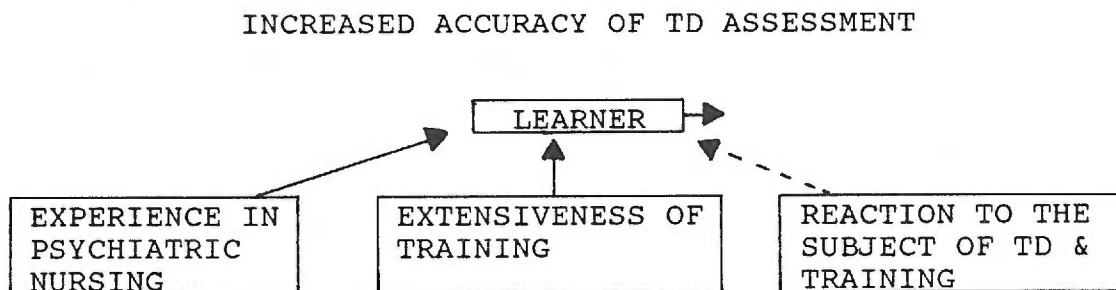 INCREASED ACCURACY OF TD ASSESSMENT
LEARNER
EXPERIENCE IN
PSYCHIATRIC
NURSING
EXTENSIVENESS OF
TRAINING
REACTION TO THE
SUBJECT OF TD &
TRAINING